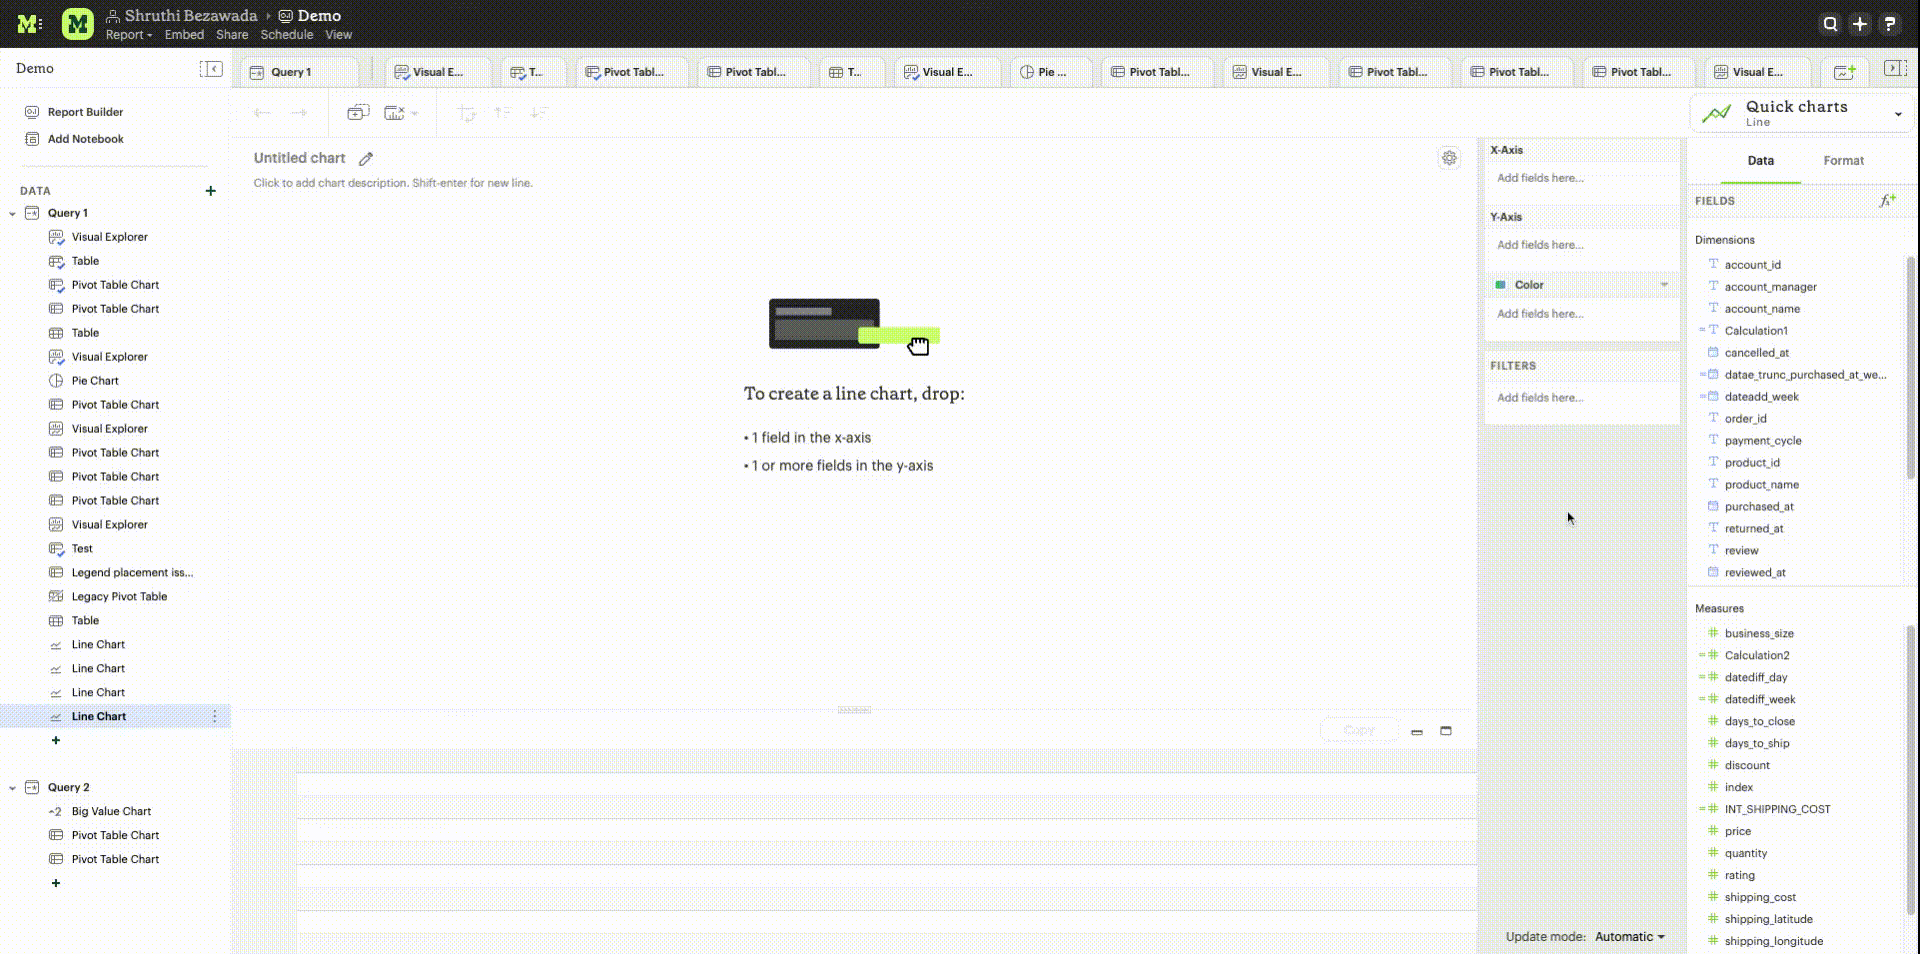 Shruthi Bezawada › Demo
Report Embed Share Schedule View
Demo
Query 1
Visual E...
T...
Pivot Tabl...
Pivot Tabl...
T...
Visual E...
Pie ...
Pivot Tabl...
Visual E...
Pivot Tabl...
Pivot Tabl...
Pivot Tabl...
Visual E...
Report Builder
Add Notebook
DATA
Query 1
Visual Explorer
Table
Pivot Table Chart
Pivot Table Chart
Table
Visual Explorer
Pie Chart
Pivot Table Chart
Visual Explorer
Pivot Table Chart
Pivot Table Chart
Pivot Table Chart
Visual Explorer
Test
Legend placement iss...
Legacy Pivot Table
Table
Line Chart
Line Chart
Line Chart
Line Chart
Query 2
Big Value Chart
Pivot Table Chart
Pivot Table Chart
Untitled chart
Click to add chart description. Shift-enter for new line.
To create a line chart, drop:
• 1 field in the x-axis
• 1 or more fields in the y-axis
Copy
X-Axis
Add fields here...
Y-Axis
Add fields here...
Color
Add fields here...
FILTERS
Add fields here...
Update mode: Automatic
Quick charts
Line
Data Format
FIELDS
Dimensions
account_id
account_manager
account_name
Calculation1
cancelled_at
datae_trunc_purchased_at_we...
dateadd_week
order_id
payment_cycle
product_id
product_name
purchased_at
returned_at
review
reviewed_at
Measures
business_size
Calculation2
datediff_day
datediff_week
days_to_close
days_to_ship
discount
index
INT_SHIPPING_COST
price
quantity
rating
shipping_cost
shipping_latitude
shipping_longitude